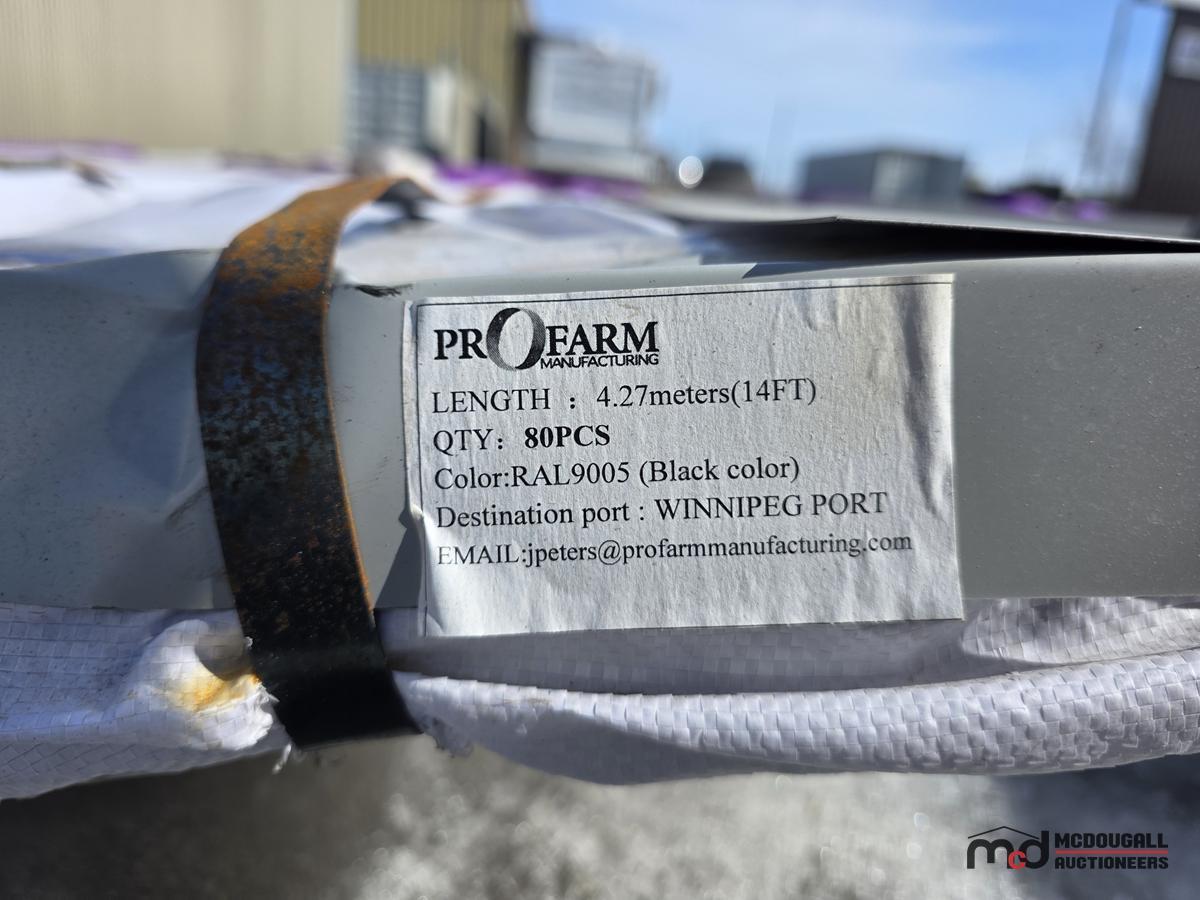 PROFARM
MANUFACTURING
LENGTH : 4.27meters(14FT)
QTY: 80PCS
Color:RAL9005 (Black color)
Destination port : WINNIPEG PORT
EMAIL:jpeters@profarmmanufacturing.com
mcd MCDOUGALL
AUCTIONEERS